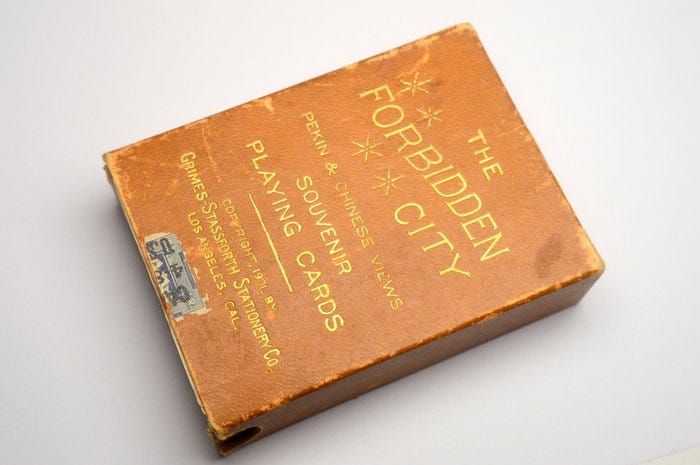 THE
FORBIDDEN
CITY
PEKIN & CHINESE VIEWS
SOUVENIR
PLAYING CARDS
COPYRIGHT, 1901, BY
GRIMES-STASSFORTH STATIONERY CO.,
LOS ANGELES, CAL.